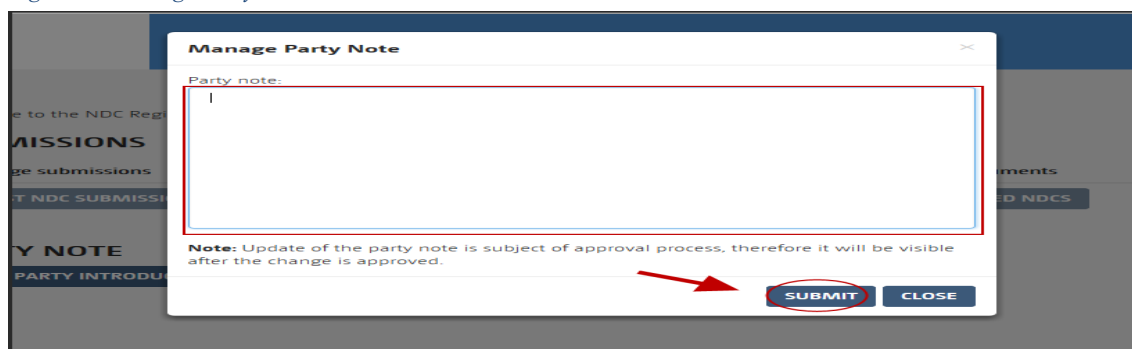 Manage Party Note
Party note:
e to the NDC Regi
MISSIONS
ge submissions
ments
T NDC SUBMISSI
ED NDCS
Note: Update of the party note is subject of approval process, therefore it will be visible
after the change is approved.
Y NOTE
PARTY INTRODU
SUBMIT CLOSE